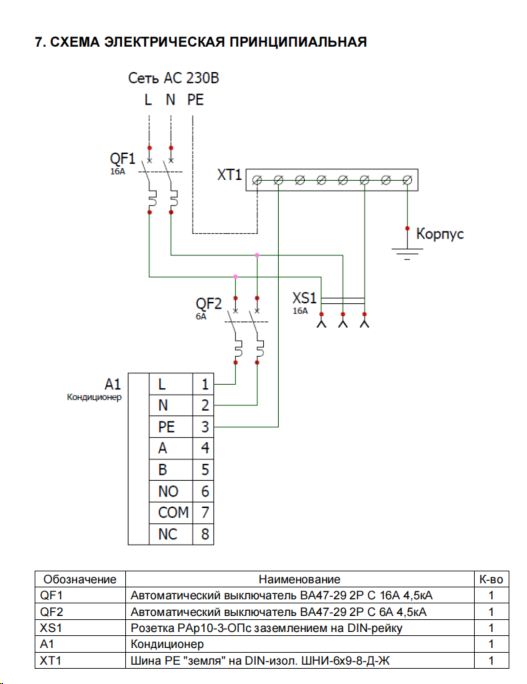 7. СХЕМА ЭЛЕКТРИЧЕСКАЯ ПРИНЦИПИАЛЬНАЯ
Сеть AC 230В
L N PE
QF1
16A
XT1
Корпус
QF2
6A
XS1
16A
A1
Кондиционер
L 1
N 2
PE 3
A 4
B 5
NO 6
COM 7
NC 8
Обозначение Наименование К-во
QF1 Автоматический выключатель ВА47-29 2Р С 16А 4,5кА 1
QF2 Автоматический выключатель ВА47-29 2Р С 6А 4,5кА 1
XS1 Розетка РАр10-3-ОПс заземлением на DIN-рейку 1
A1 Кондиционер 1
XT1 Шина PE "земля" на DIN-изол. ШНИ-6х9-8-Д-Ж 1